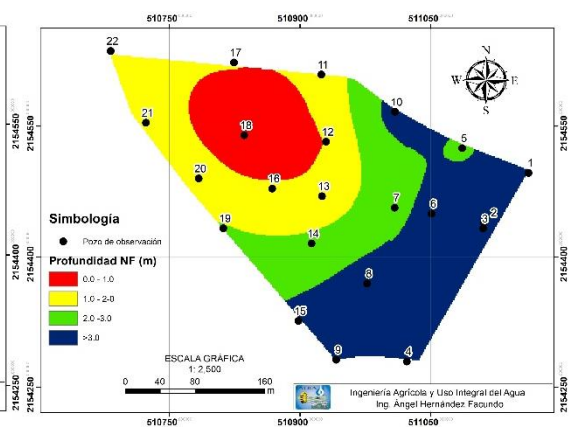 510750 510900 511050
22
17
11
N
W E
S
10
21
18
12
5
2154550 2154550
20
16
13
1
7
6
3 2
19
14
Simbología
Pozo de observación
Profundidad NF (m)
0.0 - 1.0
1.0 - 2-0
2.0 - 3.0
>3.0
2154400 2154400
8
15
9
4
ESCALA GRÁFICA
1: 2,500
0 40 80 160
m
2154250 2154250
Ingeniería Agrícola y Uso Integral del Agua
Ing. Ángel Hernández Facundo
510750 510900 511050